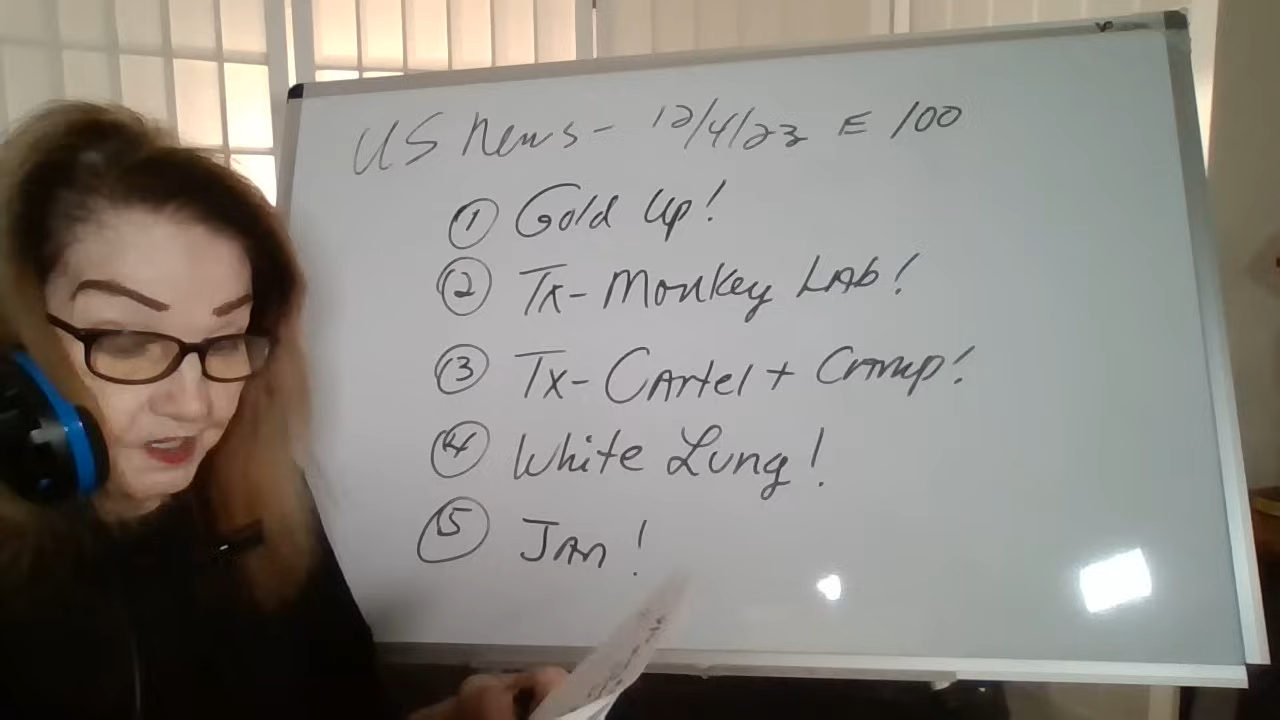 US News - 12/4/23 E 100
① Gold Up!
② Tx - Monkey LAb!
③ Tx - CArtel + CrAmp!
④ White Lung!
⑤ JAn!